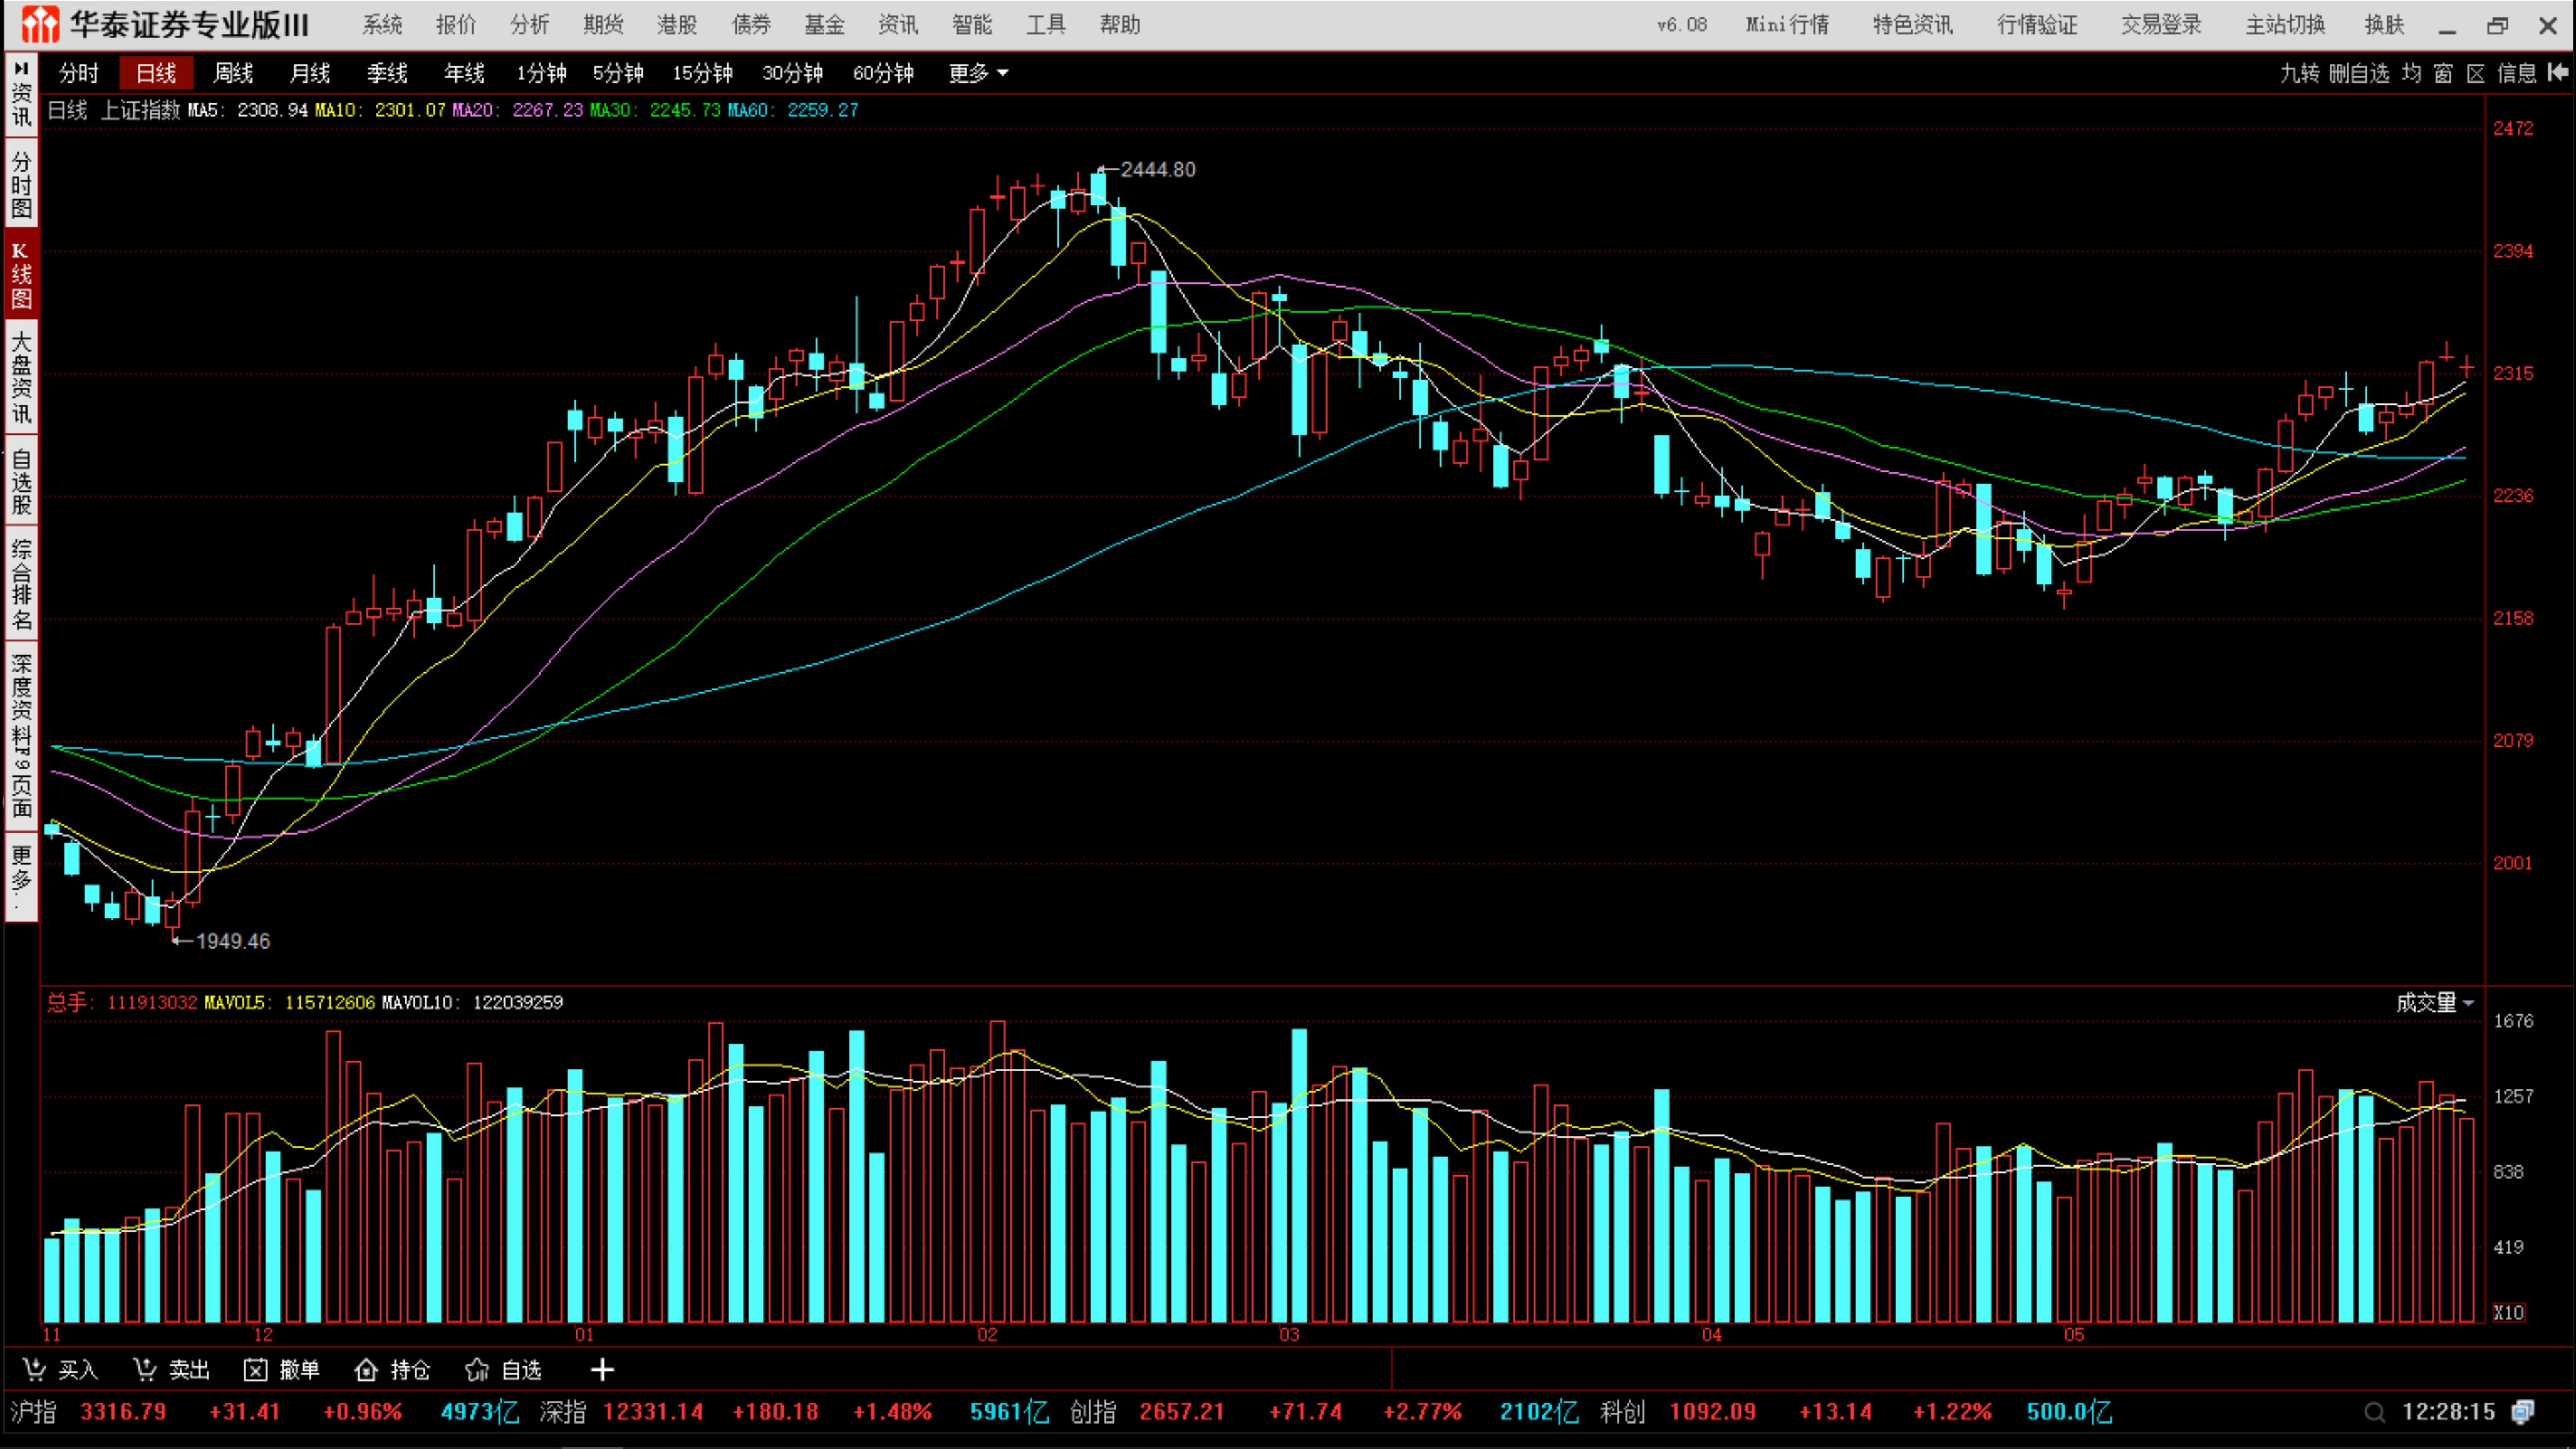 华泰证券专业版III 系统 报价 分析 期货 港股 债券 基金 资讯 智能 工具 帮助 v6.08 Mini行情 特色资讯 行情验证 交易登录 主站切换 换肤
分时 日线 周线 月线 季线 年线 1分钟 5分钟 15分钟 30分钟 60分钟 更多 九转 删自选 均 窗 区 信息
日线 上证指数 MA5: 2308.94 MA10: 2301.07 MA20: 2267.23 MA30: 2245.73 MA60: 2259.27
资讯
分时图
K线图
大盘资讯
自选股
综合排名
深度资料F9页面
更多..
2472
2444.80
2394
2315
2236
2158
2079
2001
1949.46
总手: 111913032 MAVOL5: 115712606 MAVOL10: 122039259 成交量
1676
1257
838
419
X10
11 12 01 02 03 04 05
买入 卖出 撤单 持仓 自选 +
沪指 3316.79 +31.41 +0.96% 4973亿 深指 12331.14 +180.18 +1.48% 5961亿 创指 2657.21 +71.74 +2.77% 2102亿 科创 1092.09 +13.14 +1.22% 500.0亿 12:28:15